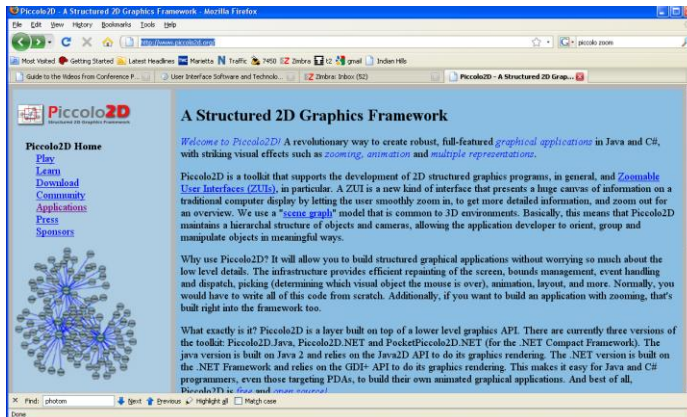 Piccolo2D - A Structured 2D Graphics Framework - Mozilla Firefox
File Edit View History Bookmarks Tools Help
http://www.piccolo2d.org/
piccolo zoom
Most Visited Getting Started Latest Headlines Marietta Traffic 7450 Zimbra t2 gmail Indian Hills
Guide to the Videos from Conference P...
User Interface Software and Technolo...
Zimbra: Inbox (52)
Piccolo2D - A Structured 2D Grap...
Piccolo2D
Structured 2D Graphics Framework
Piccolo2D Home
Play
Learn
Download
Community
Applications
Press
Sponsors
A Structured 2D Graphics Framework
Welcome to Piccolo2D! A revolutionary way to create robust, full-featured graphical applications in Java and C#,
with striking visual effects such as zooming, animation and multiple representations.
Piccolo2D is a toolkit that supports the development of 2D structured graphics programs, in general, and Zoomable
User Interfaces (ZUIs), in particular. A ZUI is a new kind of interface that presents a huge canvas of information on a
traditional computer display by letting the user smoothly zoom in, to get more detailed information, and zoom out for
an overview. We use a "scene graph" model that is common to 3D environments. Basically, this means that Piccolo2D
maintains a hierarchal structure of objects and cameras, allowing the application developer to orient, group and
manipulate objects in meaningful ways.
Why use Piccolo2D? It will allow you to build structured graphical applications without worrying so much about the
low level details. The infrastructure provides efficient repainting of the screen, bounds management, event handling
and dispatch, picking (determining which visual object the mouse is over), animation, layout, and more. Normally, you
would have to write all of this code from scratch. Additionally, if you want to build an application with zooming, that's
built right into the framework too.
What exactly is it? Piccolo2D is a layer built on top of a lower level graphics API. There are currently three versions of
the toolkit: Piccolo2D.Java, Piccolo2D.NET and PocketPiccolo2D.NET (for the .NET Compact Framework). The
java version is built on Java 2 and relies on the Java2D API to do its graphics rendering. The .NET version is built on
the .NET Framework and relies on the GDI+ API to do its graphics rendering. This makes it easy for Java and C#
programmers, even those targeting PDAs, to build their own animated graphical applications. And best of all,
Piccolo2D is free and open source!
Find: photom Next Previous Highlight all Match case
Done